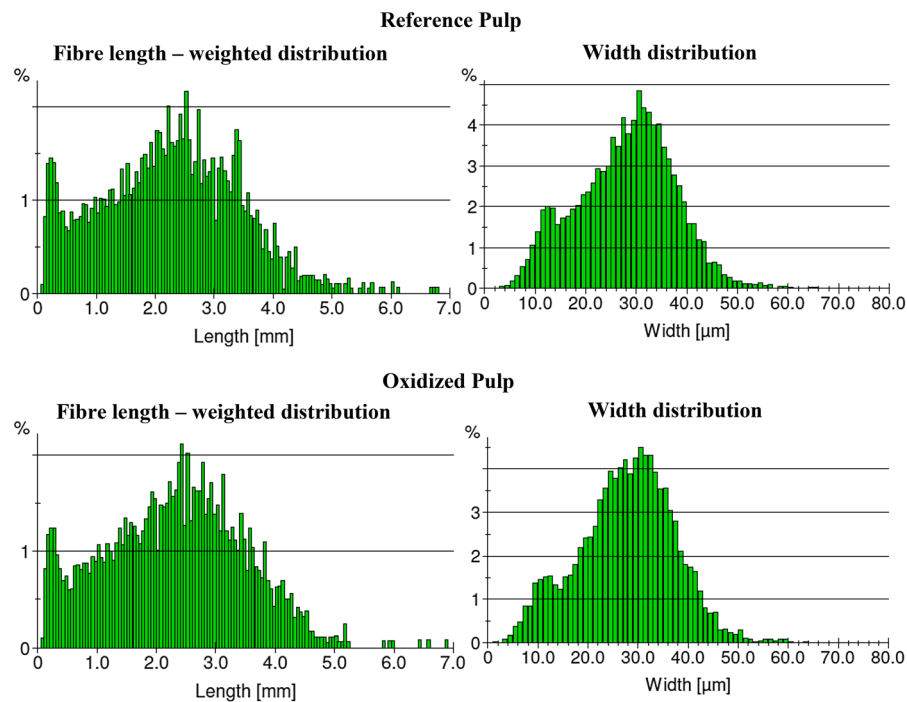 Reference Pulp
Fibre length – weighted distribution
Width distribution
%
1
0
0 1.0 2.0 3.0 4.0 5.0 6.0 7.0
Length [mm]
%
4
3
2
1
0
0 10.0 20.0 30.0 40.0 50.0 60.0 70.0 80.0
Width [µm]
Oxidized Pulp
Fibre length – weighted distribution
Width distribution
%
1
0
0 1.0 2.0 3.0 4.0 5.0 6.0 7.0
Length [mm]
%
3
2
1
0
0 10.0 20.0 30.0 40.0 50.0 60.0 70.0 80.0
Width [µm]